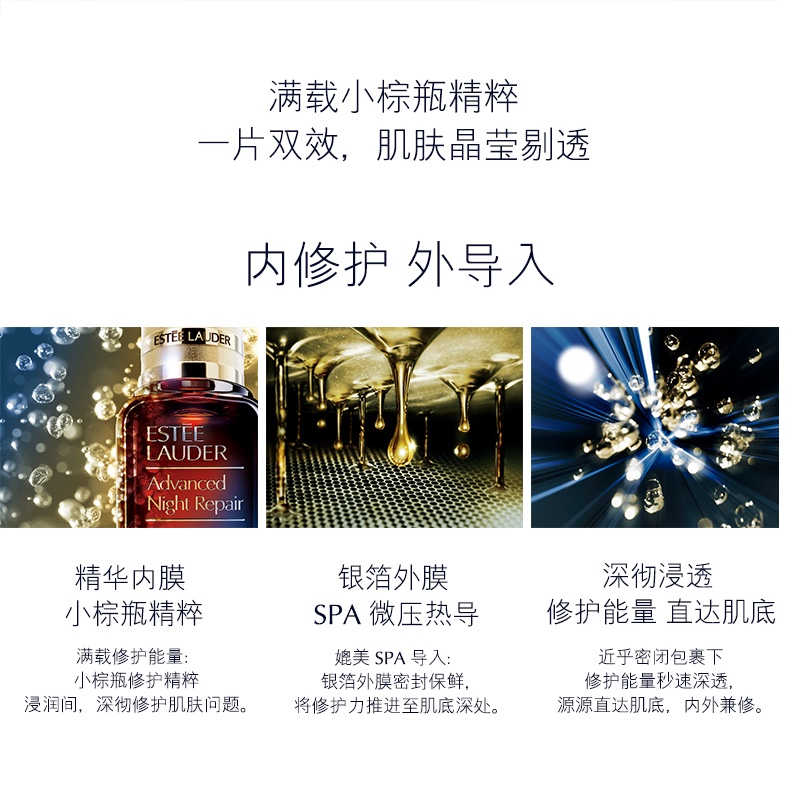 满载小棕瓶精粹
一片双效，肌肤晶莹剔透
内修护 外导入
ESTĒE LAUDER
ESTĒE
LAUDER
Advanced
Night Repair
精华内膜
小棕瓶精粹
满载修护能量:
小棕瓶修护精粹
浸润间，深彻修护肌肤问题。
银箔外膜
SPA 微压热导
媲美 SPA 导入:
银箔外膜密封保鲜，
将修护力推进至肌底深处。
深彻浸透
修护能量 直达肌底
近乎密闭包裹下
修护能量秒速深透，
源源直达肌底，内外兼修。